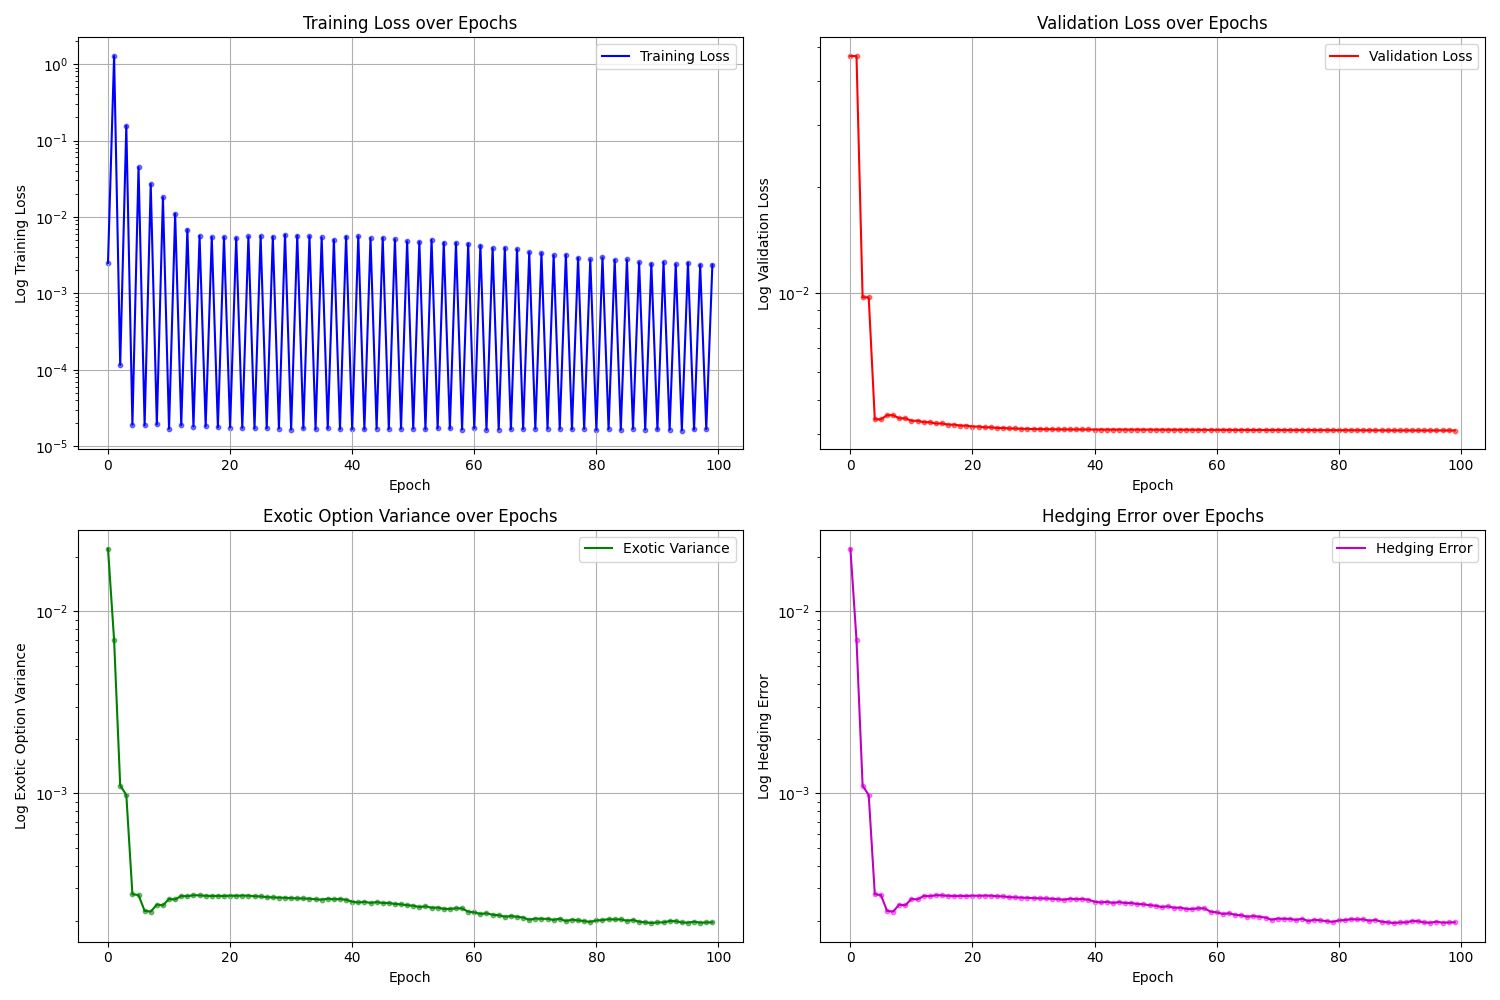 Training Loss over Epochs
Log Training Loss
10⁰
10⁻¹
10⁻²
10⁻³
10⁻⁴
10⁻⁵
Training Loss
0 20 40 60 80 100
Epoch
Validation Loss over Epochs
Log Validation Loss
10⁻²
Validation Loss
0 20 40 60 80 100
Epoch
Exotic Option Variance over Epochs
Log Exotic Option Variance
10⁻²
10⁻³
Exotic Variance
0 20 40 60 80 100
Epoch
Hedging Error over Epochs
Log Hedging Error
10⁻²
10⁻³
Hedging Error
0 20 40 60 80 100
Epoch